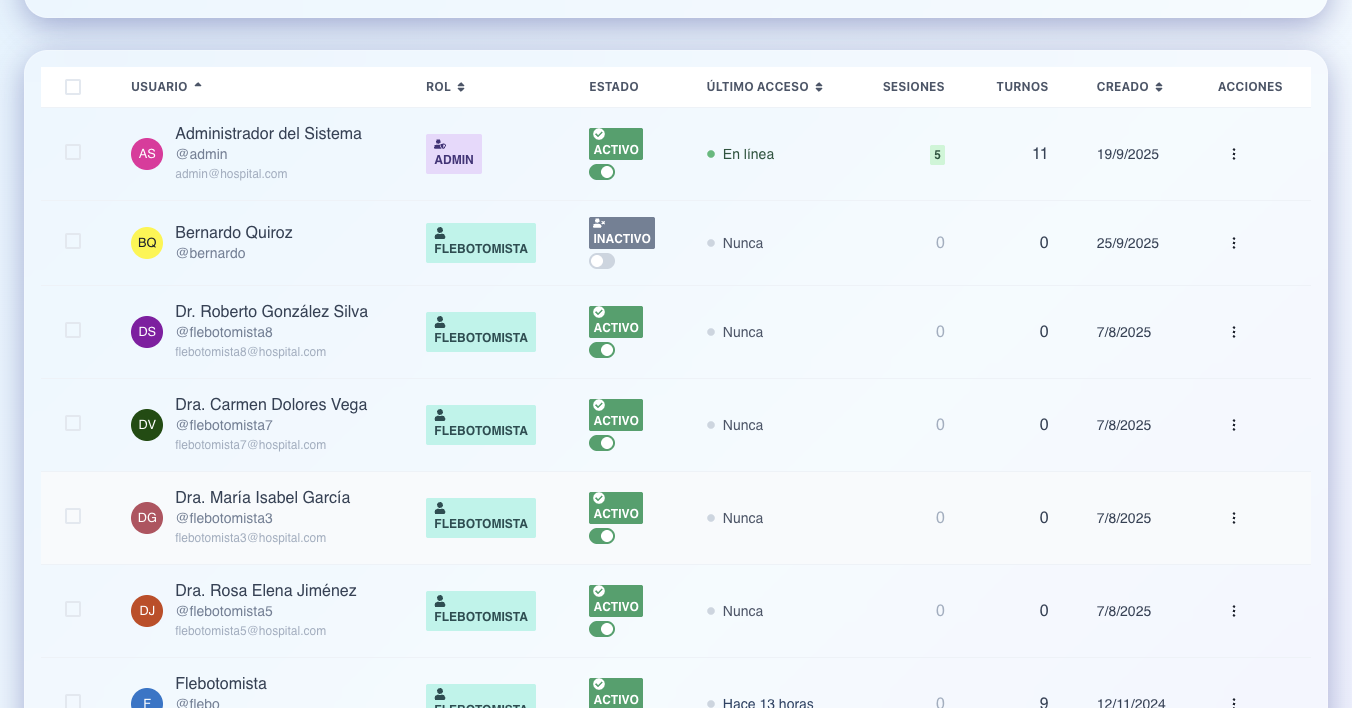 USUARIO ROL ESTADO ÚLTIMO ACCESO SESIONES TURNOS CREADO ACCIONES
AS
Administrador del Sistema
@admin
admin@hospital.com
ADMIN
ACTIVO
En línea
5
11
19/9/2025
BQ
Bernardo Quiroz
@bernardo
FLEBOTOMISTA
INACTIVO
Nunca
0
0
25/9/2025
DS
Dr. Roberto González Silva
@flebotomista8
flebotomista8@hospital.com
FLEBOTOMISTA
ACTIVO
Nunca
0
0
7/8/2025
DV
Dra. Carmen Dolores Vega
@flebotomista7
flebotomista7@hospital.com
FLEBOTOMISTA
ACTIVO
Nunca
0
0
7/8/2025
DG
Dra. María Isabel García
@flebotomista3
flebotomista3@hospital.com
FLEBOTOMISTA
ACTIVO
Nunca
0
0
7/8/2025
DJ
Dra. Rosa Elena Jiménez
@flebotomista5
flebotomista5@hospital.com
FLEBOTOMISTA
ACTIVO
Nunca
0
0
7/8/2025
F
Flebotomista
@flebo
FLEBOTOMISTA
ACTIVO
Hace 13 horas
0
9
12/11/2024